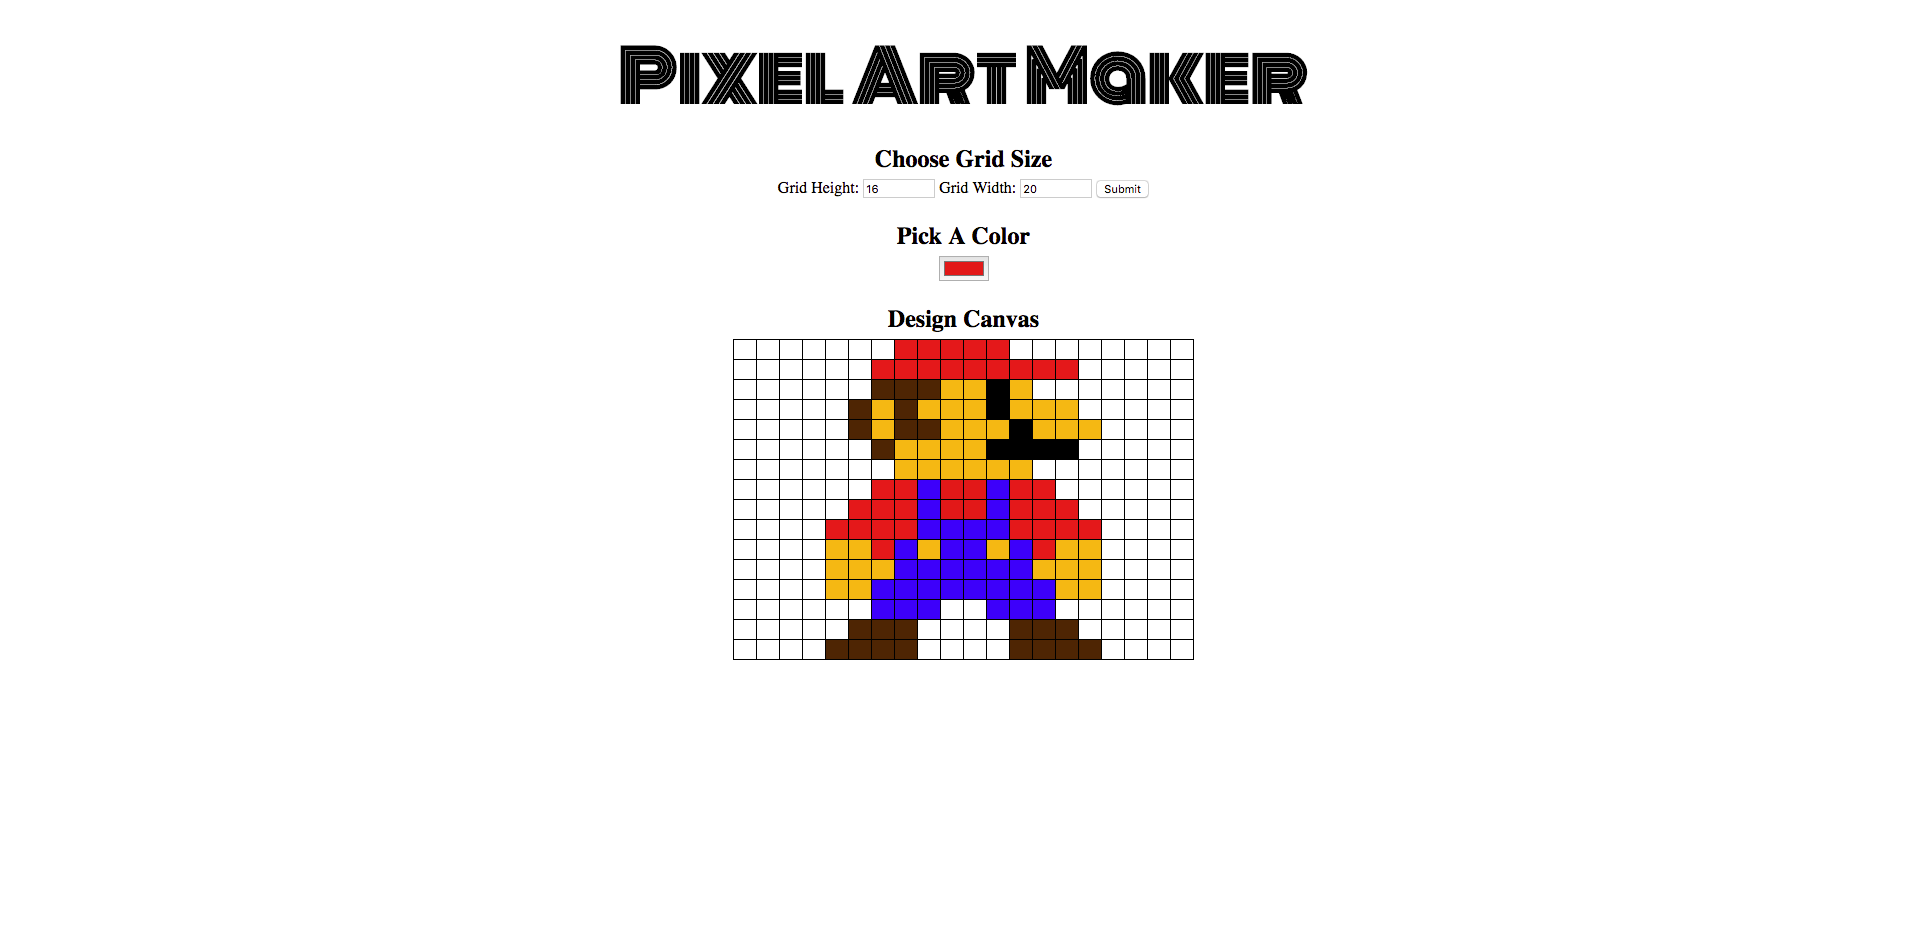 Pixel Art Maker
Choose Grid Size
Grid Height: 16 Grid Width: 20 Submit
Pick A Color
Design Canvas